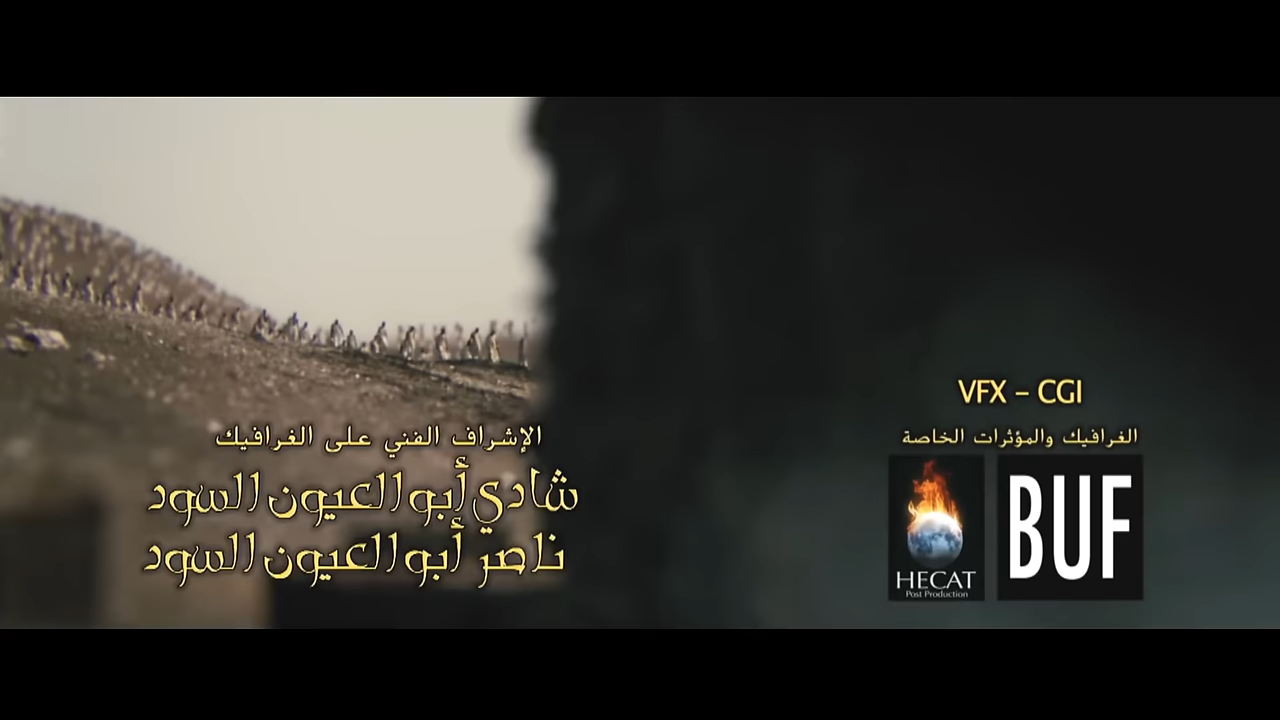 الإشراف الفني على الغرافيك
شادي أبو العيون السود
ناصر أبو العيون السود
VFX – CGI
الغرافيك والمؤثرات الخاصة
HECAT
Post Production
BUF